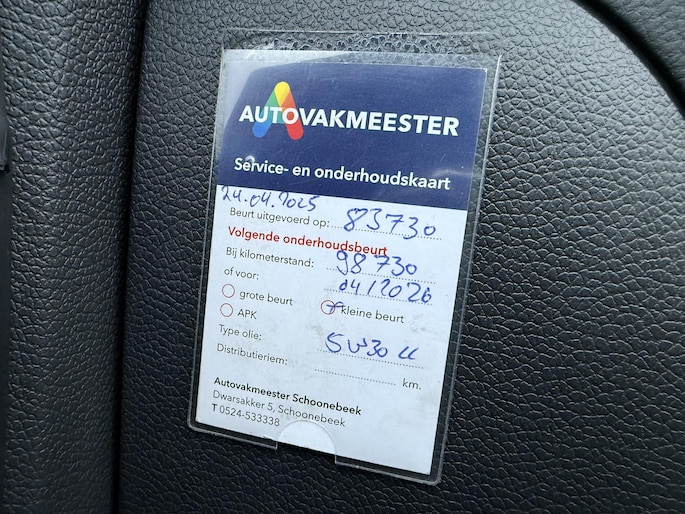 AUTOVAKMEESTER
Service- en onderhoudskaart
24.04.2025
Beurt uitgevoerd op: 83730
Volgende onderhoudsbeurt
Bij kilometerstand: 98730
of voor: 04/2026
grote beurt kleine beurt
APK
Type olie: 5W30
Distributieriem: km.
Autovakmeester Schoonebeek
Dwarsakker 5, Schoonebeek
T 0524-533338